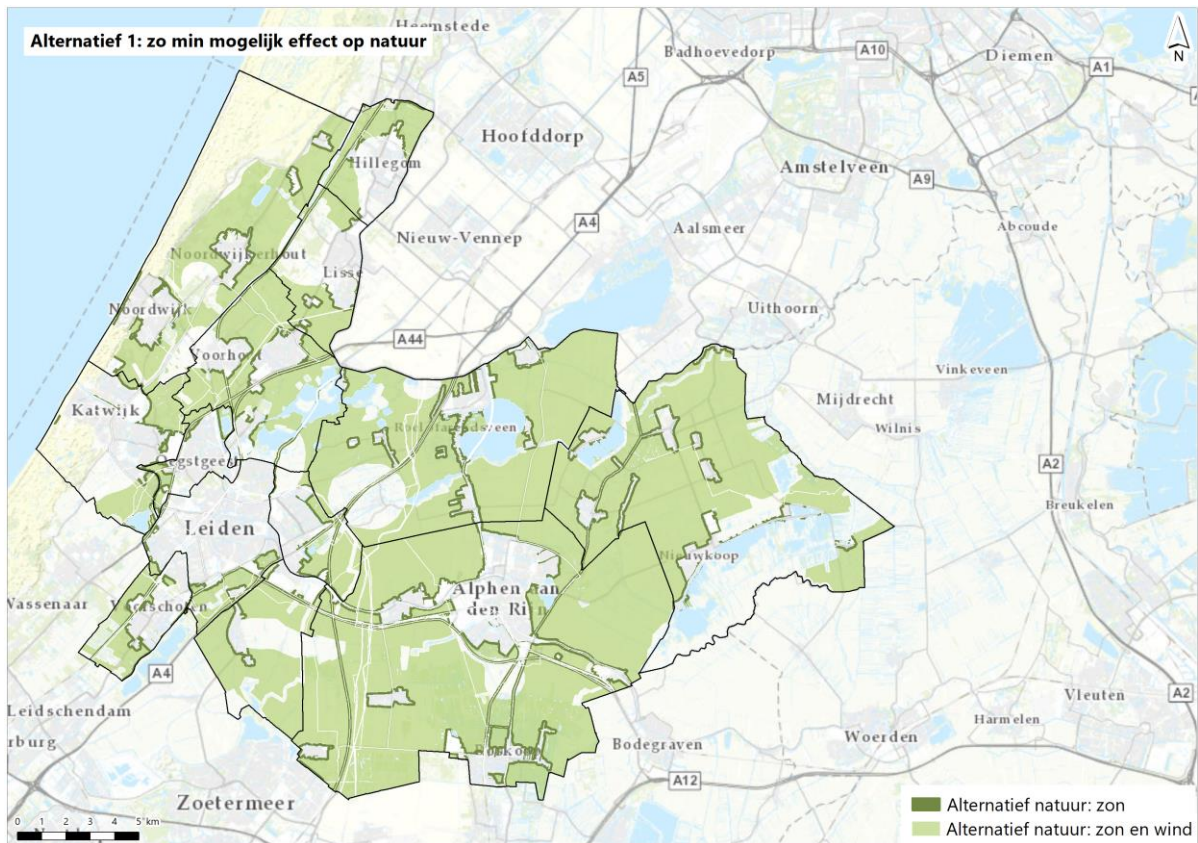 Heemstede
Alternatief 1: zo min mogelijk effect op natuur
Badhoevedorp
A10
Diemen
A1
N
A5
Hoofddorp
Hillegom
Amstelveen
A9
A4
Abcoude
Aalsmeer
Nieuw-Vennep
Noordwijkerhout
Lisse
Uithoorn
Noordwijk
A44
Voorhout
Vinkeveen
Mijdrecht
Katwijk
Wilnis
Roelofarendsveen
Oegstgeest
A2
Breukelen
Leiden
Nieuwkoop
Alphen aan
den Rijn
Wassenaar
Voorschoten
A4
Vleuten
A2
Leidschendam
Harmelen
rburg
Woerden
Bodegraven
Boskoop
A12
Zoetermeer
Alternatief natuur: zon
0 1 2 3 4 5 km
Alternatief natuur: zon en wind